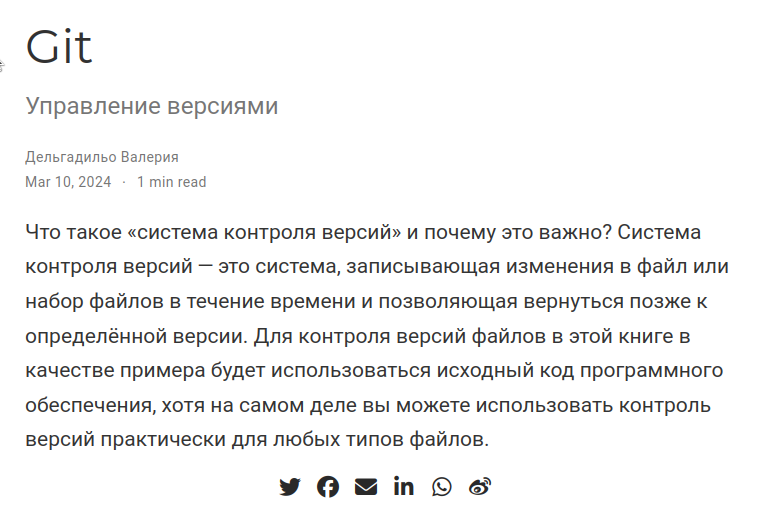 Git
Управление версиями
Дельгадильо Валерия
Mar 10, 2024 · 1 min read
Что такое «система контроля версий» и почему это важно? Система
контроля версий — это система, записывающая изменения в файл или
набор файлов в течение времени и позволяющая вернуться позже к
определённой версии. Для контроля версий файлов в этой книге в
качестве примера будет использоваться исходный код программного
обеспечения, хотя на самом деле вы можете использовать контроль
версий практически для любых типов файлов.